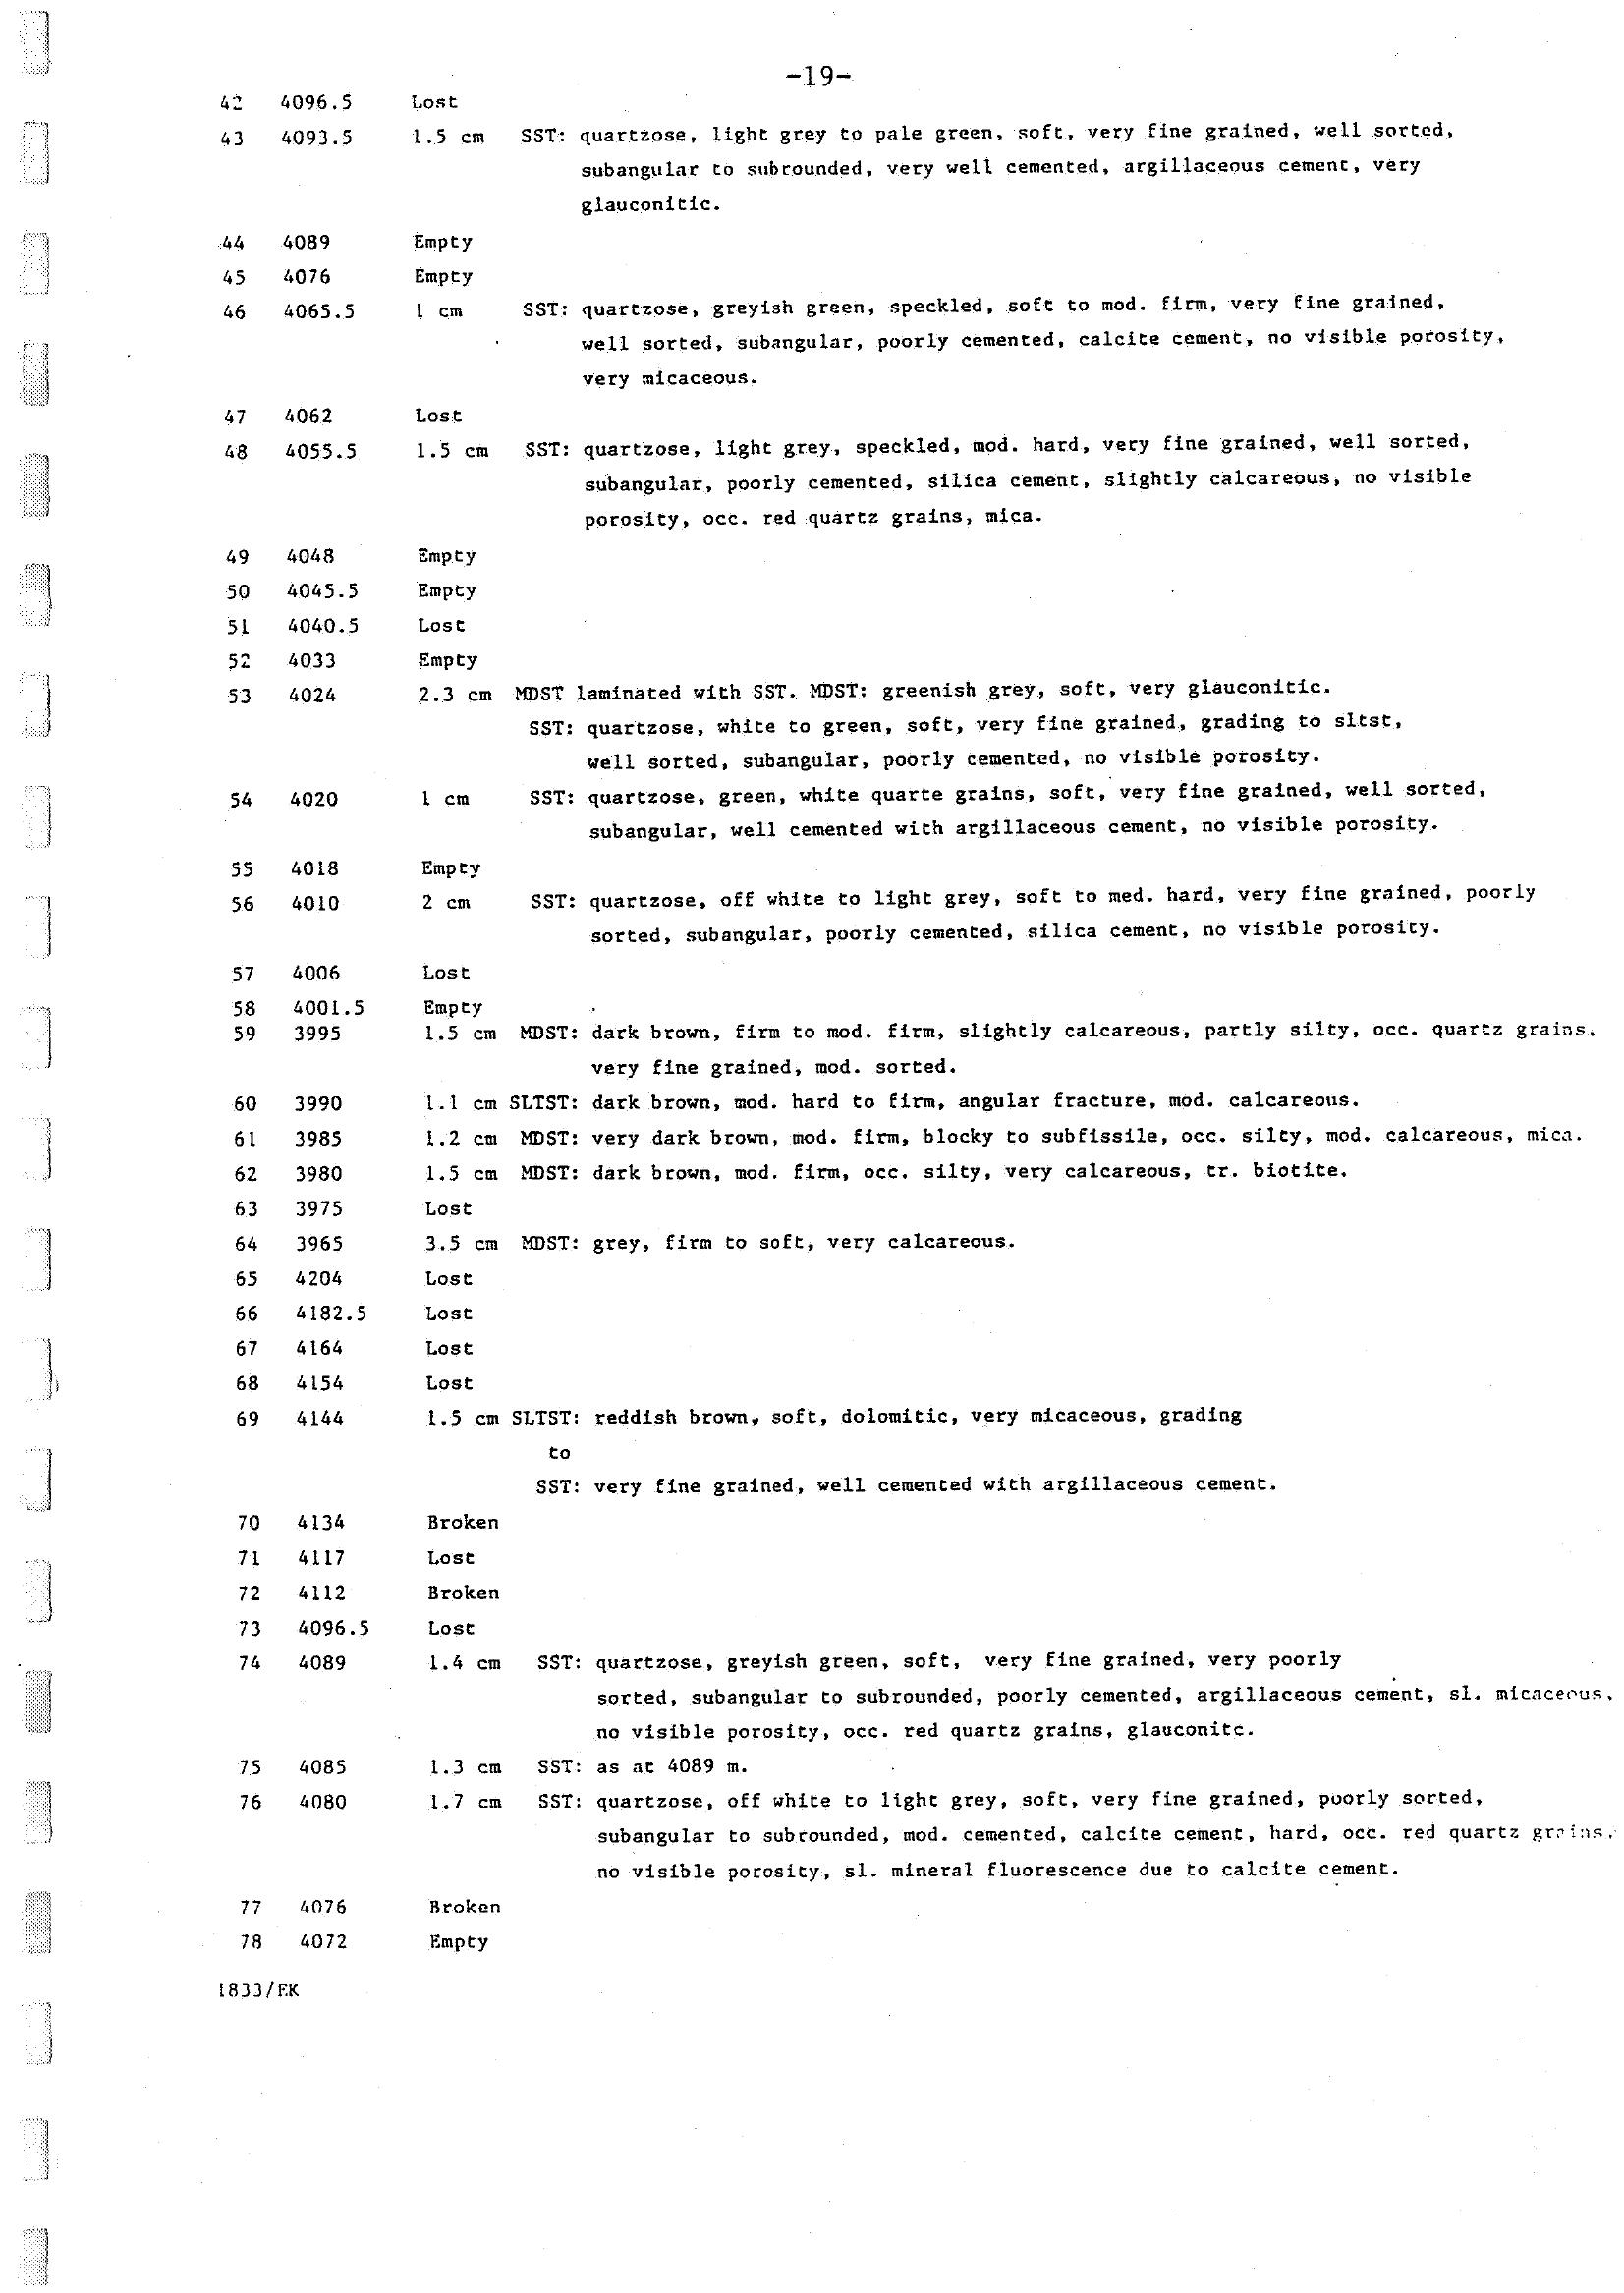 -19-
42 4096.5 Lost
43 4093.5 1.5 cm SST: quartzose, light grey to pale green, soft, very fine grained, well sorted,
subangular to subrounded, very well cemented, argillaceous cement, very
glauconitic.
44 4089 Empty
45 4076 Empty
46 4065.5 1 cm SST: quartzose, greyish green, speckled, soft to mod. firm, very fine grained,
well sorted, subangular, poorly cemented, calcite cement, no visible porosity,
very micaceous.
47 4062 Lost
48 4055.5 1.5 cm SST: quartzose, light grey, speckled, mod. hard, very fine grained, well sorted,
subangular, poorly cemented, silica cement, slightly calcareous, no visible
porosity, occ. red quartz grains, mica.
49 4048 Empty
50 4045.5 Empty
51 4040.5 Lost
52 4033 Empty
53 4024 2.3 cm MDST laminated with SST. MDST: greenish grey, soft, very glauconitic.
SST: quartzose, white to green, soft, very fine grained, grading to sltst,
well sorted, subangular, poorly cemented, no visible porosity.
54 4020 1 cm SST: quartzose, green, white quarte grains, soft, very fine grained, well sorted,
subangular, well cemented with argillaceous cement, no visible porosity.
55 4018 Empty
56 4010 2 cm SST: quartzose, off white to light grey, soft to med. hard, very fine grained, poorly
sorted, subangular, poorly cemented, silica cement, no visible porosity.
57 4006 Lost
58 4001.5 Empty
59 3995 1.5 cm MDST: dark brown, firm to mod. firm, slightly calcareous, partly silty, occ. quartz grains,
very fine grained, mod. sorted.
60 3990 1.1 cm SLTST: dark brown, mod. hard to firm, angular fracture, mod. calcareous.
61 3985 1.2 cm MDST: very dark brown, mod. firm, blocky to subfissile, occ. silty, mod. calcareous, mica.
62 3980 1.5 cm MDST: dark brown, mod. firm, occ. silty, very calcareous, tr. biotite.
63 3975 Lost
64 3965 3.5 cm MDST: grey, firm to soft, very calcareous.
65 4204 Lost
66 4182.5 Lost
67 4164 Lost
68 4154 Lost
69 4144 1.5 cm SLTST: reddish brown, soft, dolomitic, very micaceous, grading
to
SST: very fine grained, well cemented with argillaceous cement.
70 4134 Broken
71 4117 Lost
72 4112 Broken
73 4096.5 Lost
74 4089 1.4 cm SST: quartzose, greyish green, soft, very fine grained, very poorly
sorted, subangular to subrounded, poorly cemented, argillaceous cement, sl. micaceous,
no visible porosity, occ. red quartz grains, glauconitc.
75 4085 1.3 cm SST: as at 4089 m.
76 4080 1.7 cm SST: quartzose, off white to light grey, soft, very fine grained, poorly sorted,
subangular to subrounded, mod. cemented, calcite cement, hard, occ. red quartz grains,
no visible porosity, sl. mineral fluorescence due to calcite cement.
77 4076 Broken
78 4072 Empty
1833/EK